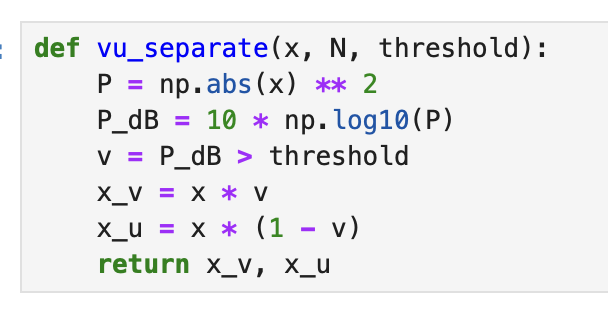 :
def vu_separate(x, N, threshold):
    P = np.abs(x) ** 2
    P_dB = 10 * np.log10(P)
    v = P_dB > threshold
    x_v = x * v
    x_u = x * (1 - v)
    return x_v, x_u